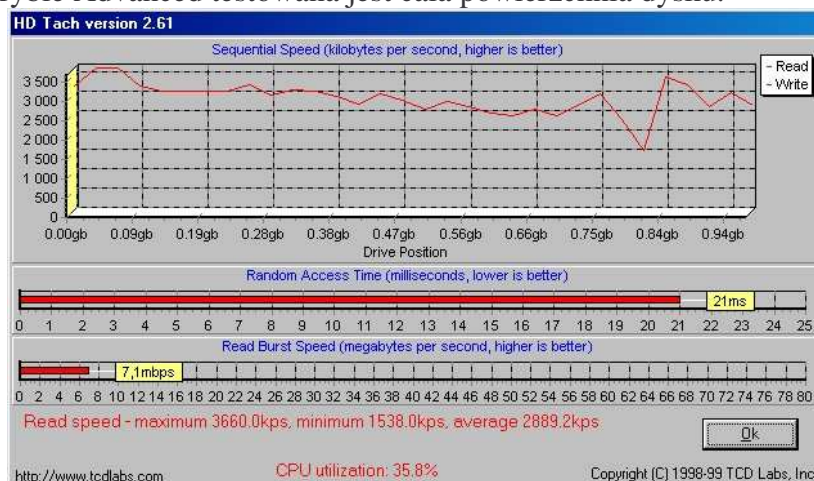 trybie Advanced testowana jest cała powierzchnia dysku.
HD Tach version 2.61
Sequential Speed (kilobytes per second, higher is better)
- Read
- Write
3 500
3 000
2 500
2 000
1 500
1 000
500
0
0.00gb 0.09gb 0.19gb 0.28gb 0.38gb 0.47gb 0.56gb 0.66gb 0.75gb 0.84gb 0.94gb
Drive Position
Random Access Time (milliseconds, lower is better)
21ms
0 1 2 3 4 5 6 7 8 9 10 11 12 13 14 15 16 17 18 19 20 21 22 23 24 25
Read Burst Speed (megabytes per second, higher is better)
7,1mbps
0 2 4 6 8 10 12 14 16 18 20 22 24 26 28 30 32 34 36 38 40 42 44 46 48 50 52 54 56 58 60 62 64 66 68 70 72 74 76 78 80
Read speed - maximum 3660.0kps, minimum 1538.0kps, average 2889.2kps
Ok
http://www.tcdlabs.com
CPU utilization: 35.8%
Copyright (C) 1998-99 TCD Labs, Inc